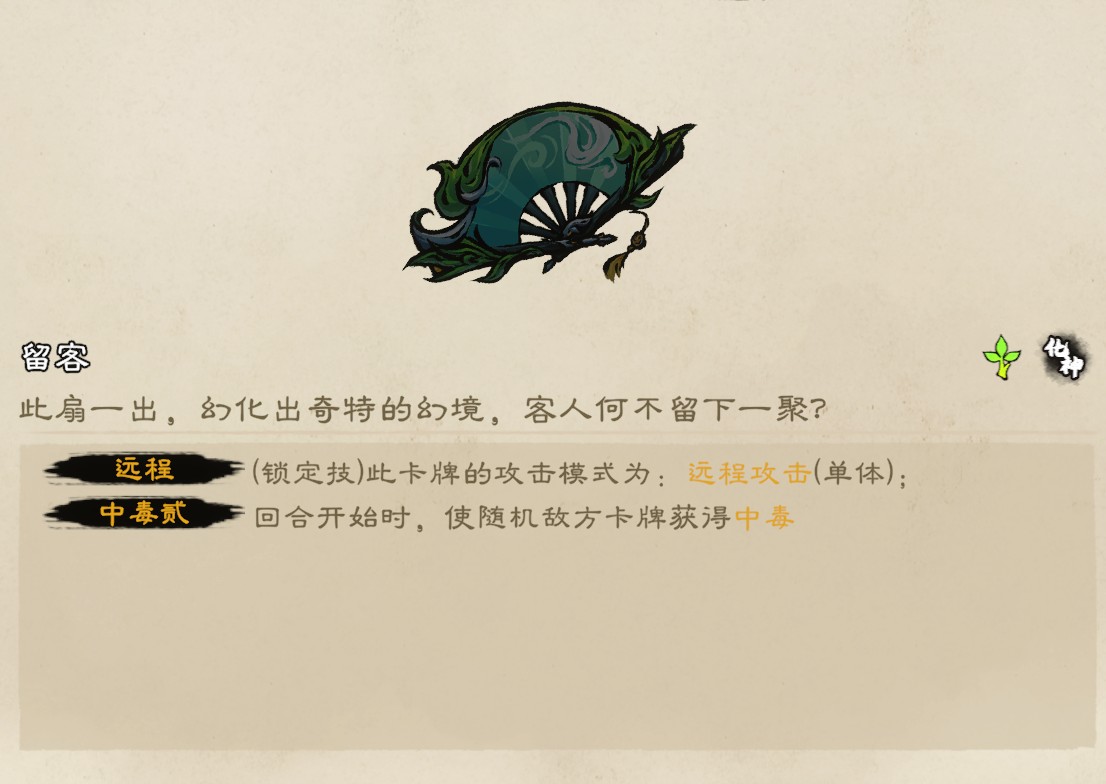 留客
化神
此扇一出，幻化出奇特的幻境，客人何不留下一聚?
远程 (锁定技)此卡牌的攻击模式为：远程攻击(单体)；
中毒贰 回合开始时，使随机敌方卡牌获得中毒